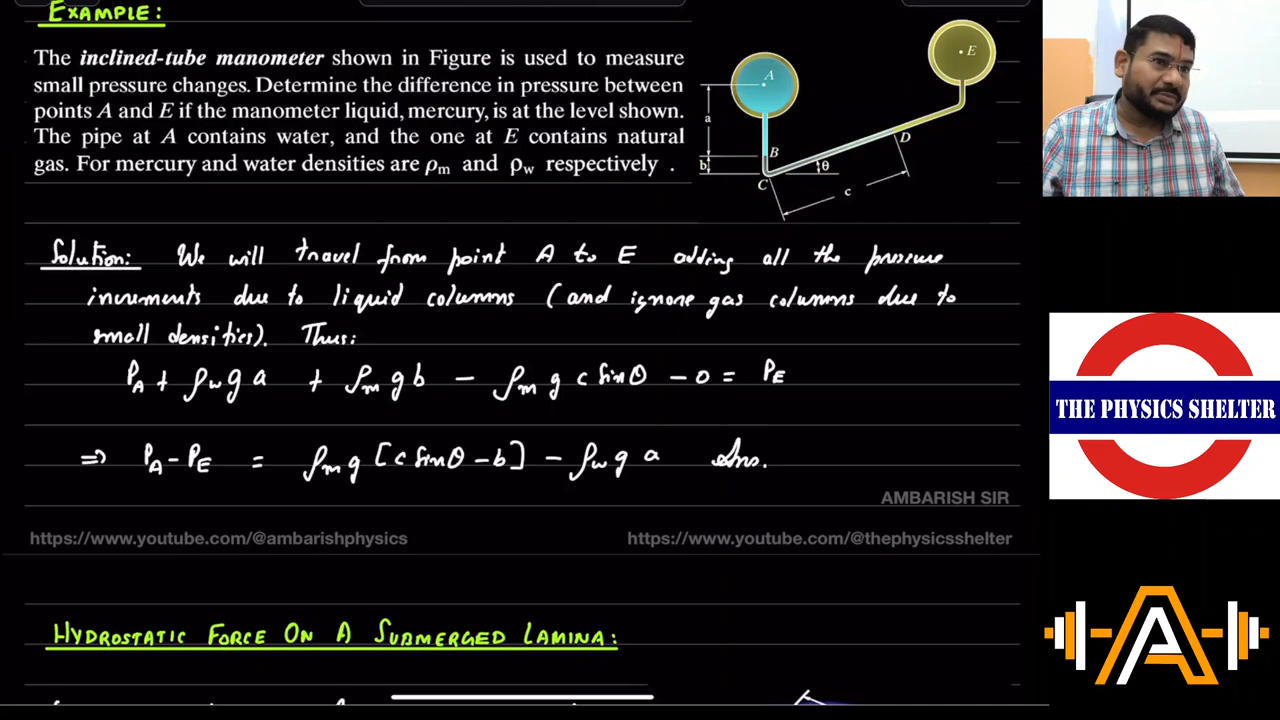 EXAMPLE:
The inclined-tube manometer shown in Figure is used to measure
small pressure changes. Determine the difference in pressure between
points A and E if the manometer liquid, mercury, is at the level shown.
The pipe at A contains water, and the one at E contains natural
gas. For mercury and water densities are ρm and ρw respectively .
A
E
a
B
b
C
θ
D
c
Solution: We will travel from point A to E adding all the pressure
increments due to liquid columns (and ignore gas columns due to
small densities). Thus:
PA + ρw g a + ρm g b − ρm g c sinθ − 0 = PE
⇒ PA − PE = ρm g [c sinθ − b] − ρw g a Ans.
AMBARISH SIR
https://www.youtube.com/@ambarishphysics
https://www.youtube.com/@thephysicsshelter
HYDROSTATIC FORCE ON A SUBMERGED LAMINA:
THE PHYSICS SHELTER
A